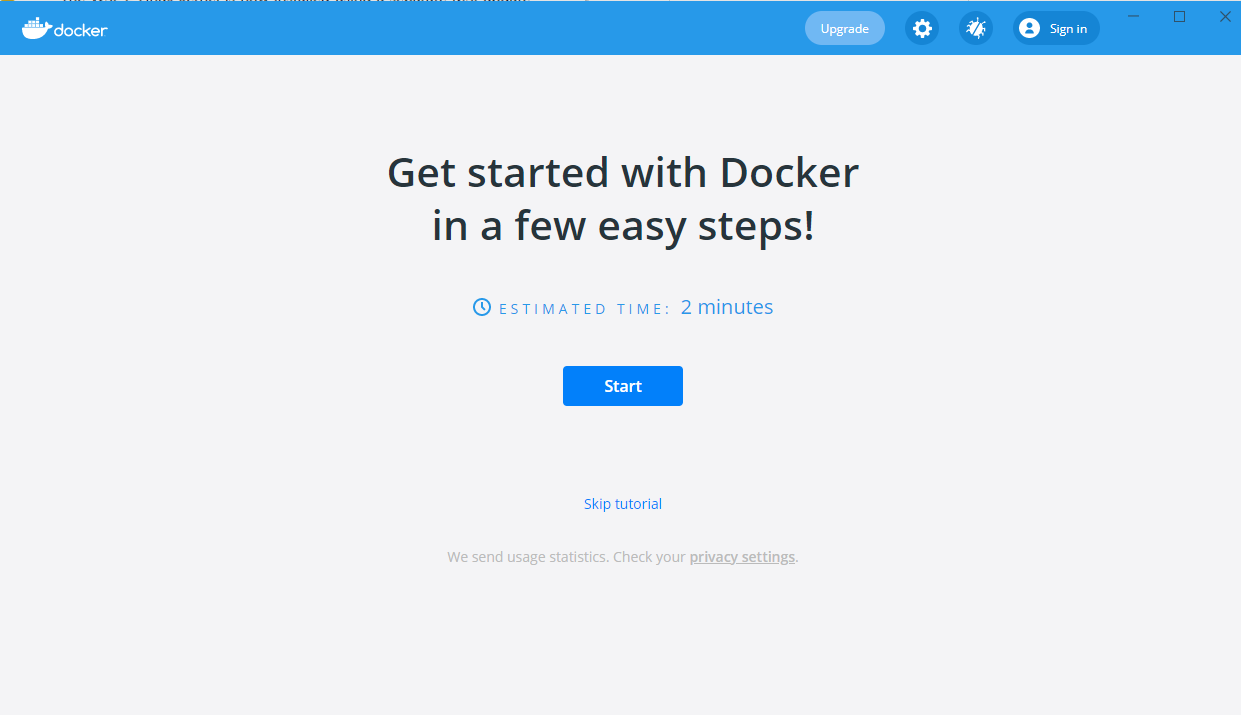 docker
Upgrade
Sign in
Get started with Docker
in a few easy steps!
ESTIMATED TIME: 2 minutes
Start
Skip tutorial
We send usage statistics. Check your privacy settings.